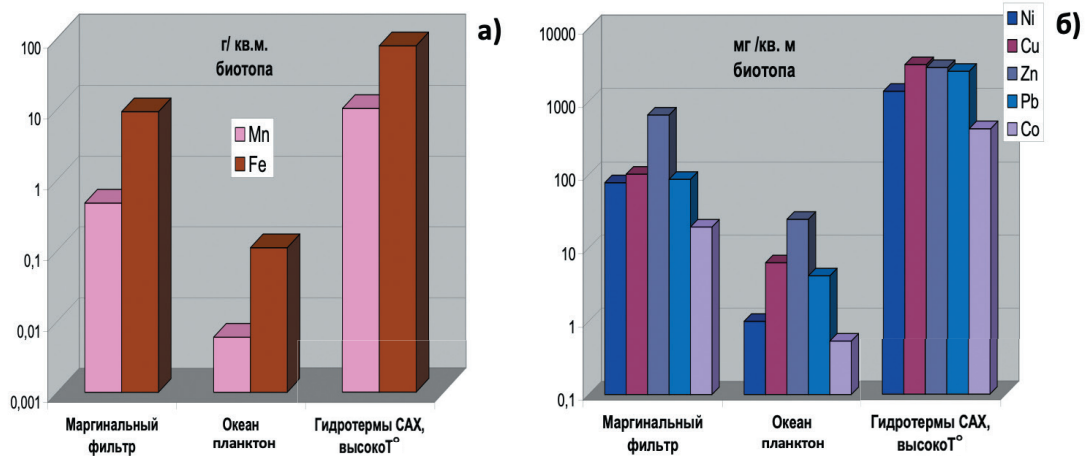 а)
г/ кв.м.
биотопа
100
10
1
0,1
0,01
0,001
Mn
Fe
Маргинальный
фильтр
Океан
планктон
Гидротермы САХ,
высокоТ°
б)
мг /кв. м
биотопа
10000
1000
100
10
1
0,1
Ni
Cu
Zn
Pb
Co
Маргинальный
фильтр
Океан
планктон
Гидротермы САХ,
высокоТ°